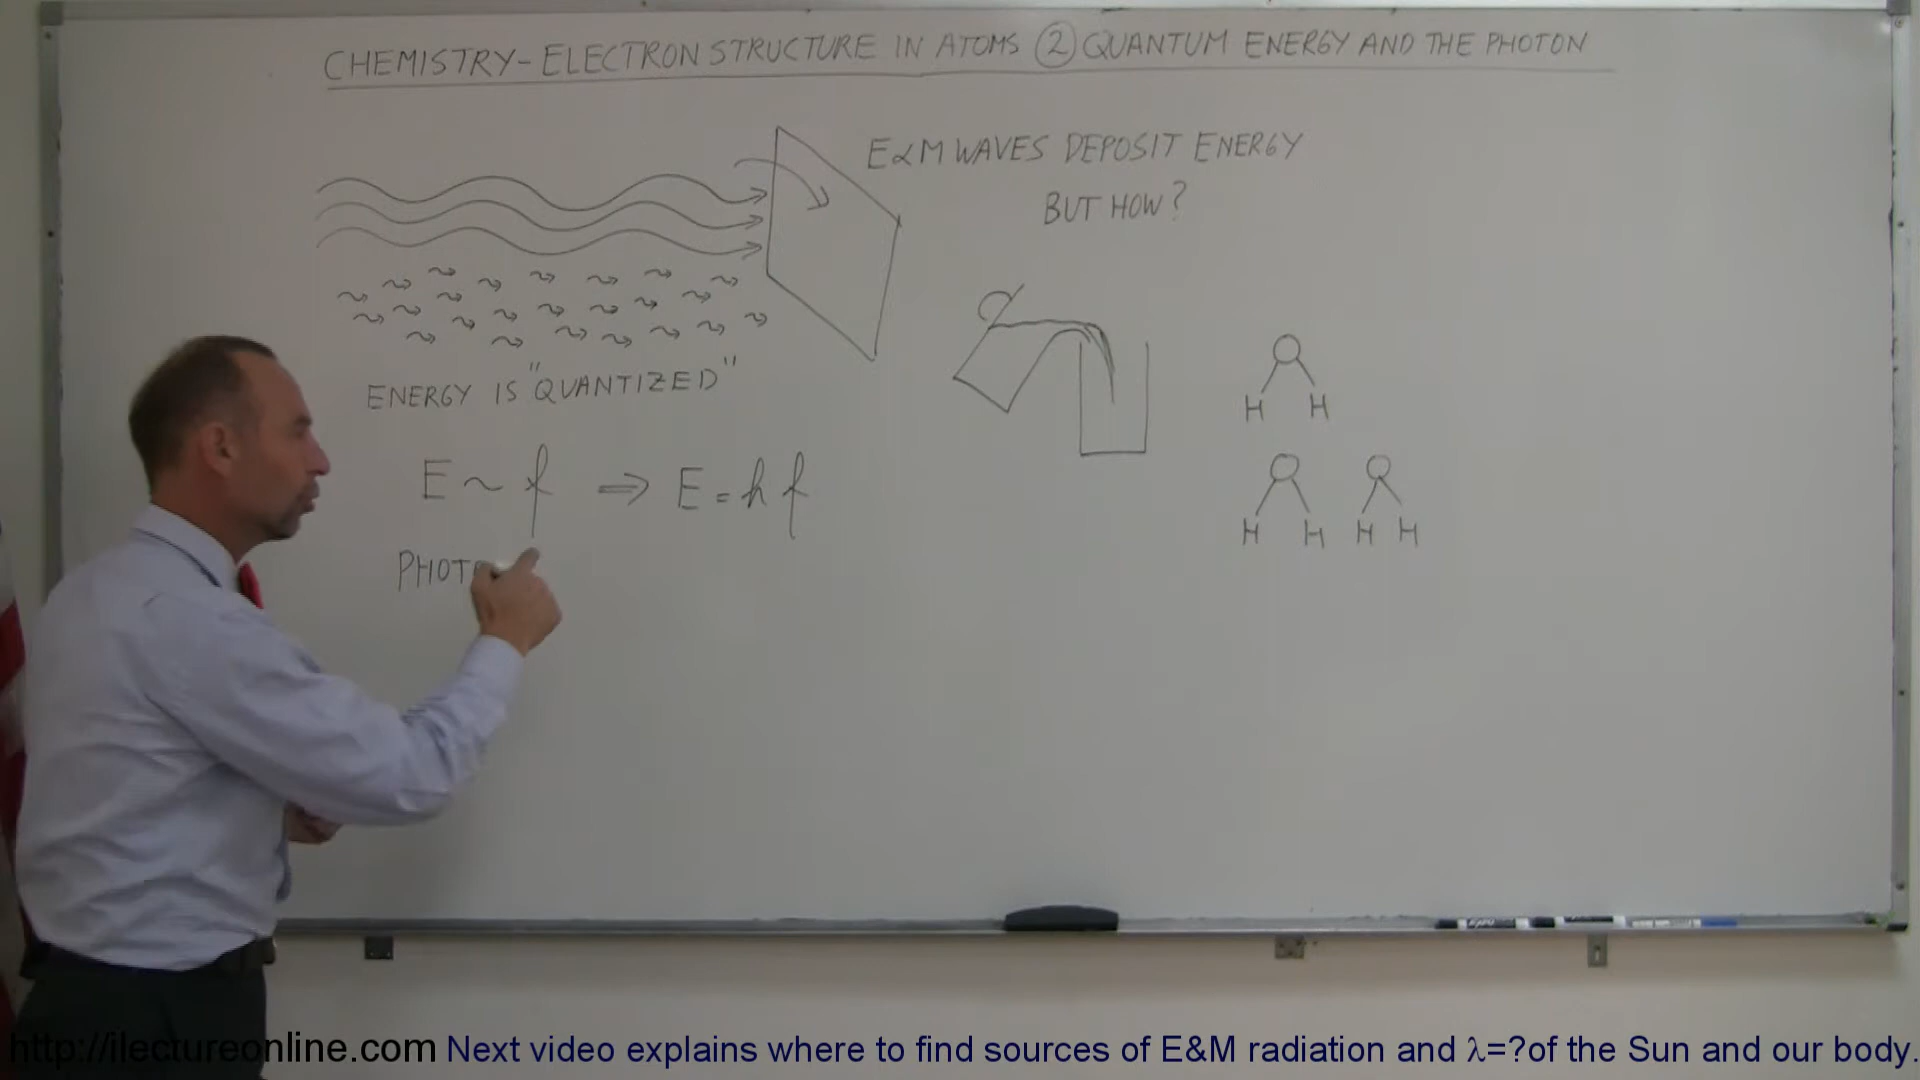 CHEMISTRY-ELECTRON STRUCTURE IN ATOMS ② QUANTUM ENERGY AND THE PHOTON
E&M WAVES DEPOSIT ENERGY
BUT HOW?
ENERGY IS "QUANTIZED"
E ~ f ⇒ E = h f
PHOT
O
H H
O O
H H H H
http://ilectureonline.com Next video explains where to find sources of E&M radiation and λ=?of the Sun and our body.